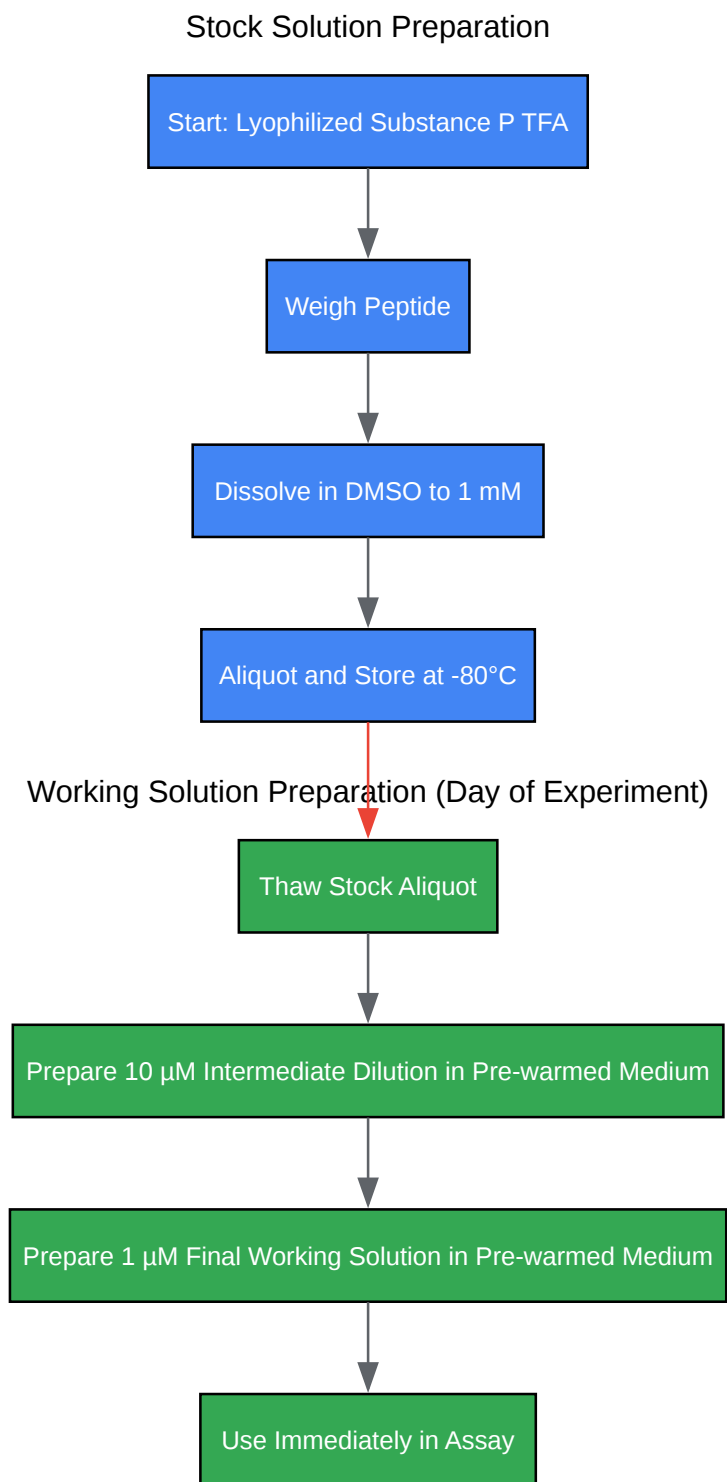 Stock Solution Preparation
Start: Lyophilized Substance P TFA
Weigh Peptide
Dissolve in DMSO to 1 mM
Aliquot and Store at -80°C
Working Solution Preparation (Day of Experiment)
Thaw Stock Aliquot
Prepare 10 µM Intermediate Dilution in Pre-warmed Medium
Prepare 1 µM Final Working Solution in Pre-warmed Medium
Use Immediately in Assay